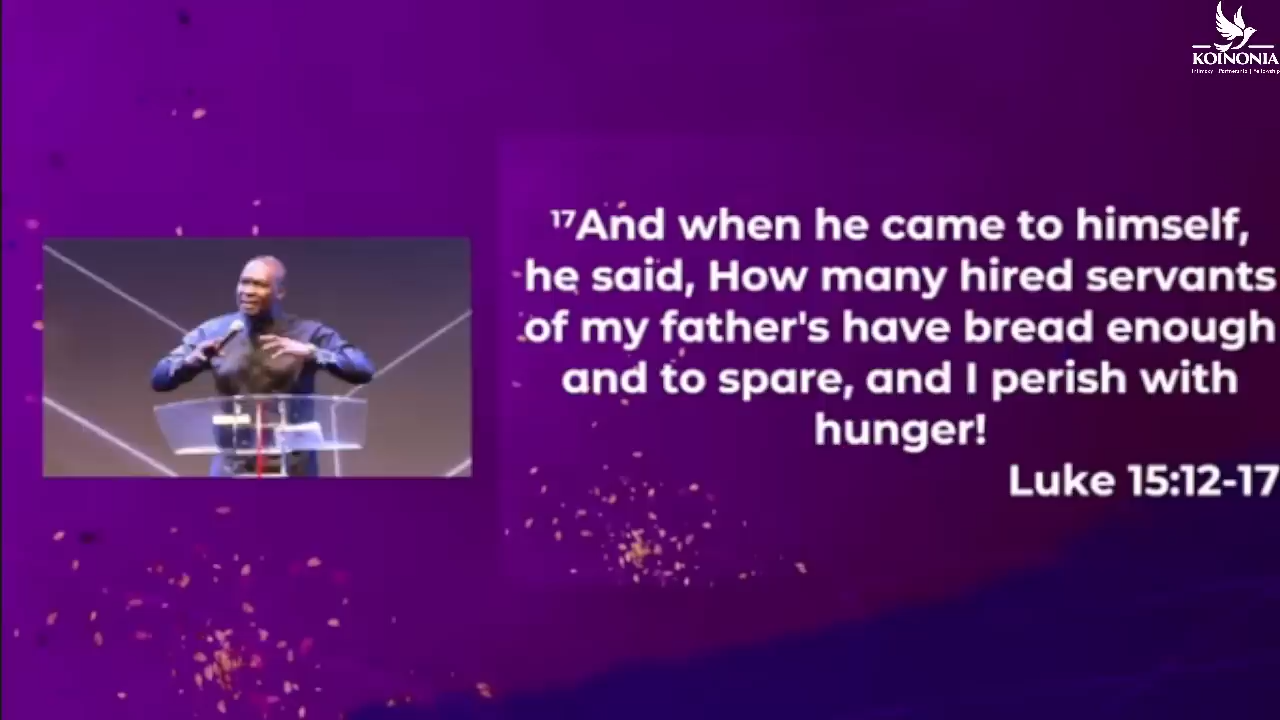 KOINONIA
¹⁷And when he came to himself,
he said, How many hired servants
of my father's have bread enough
and to spare, and I perish with
hunger!
Luke 15:12-17